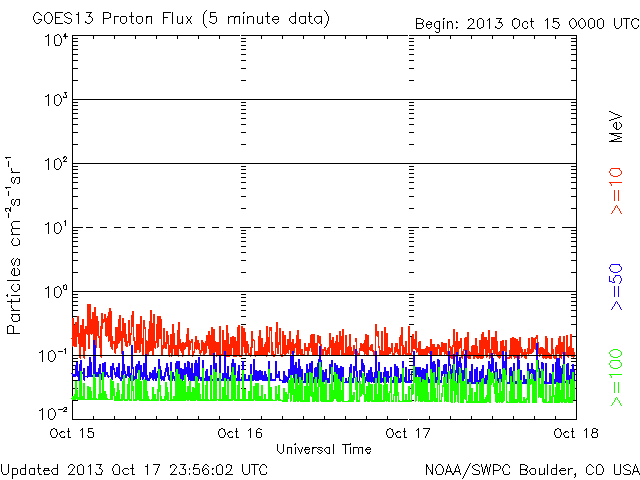 GOES13 Proton Flux (5 minute data)
Begin: 2013 Oct 15 0000 UTC
Particles cm⁻²s⁻¹sr⁻¹
10⁴
10³
10²
10¹
10⁰
10⁻¹
10⁻²
Oct 15
Oct 16
Oct 17
Oct 18
Universal Time
MeV
>=10
>=50
>=100
Updated 2013 Oct 17 23:56:02 UTC
NOAA/SWPC Boulder, CO USA